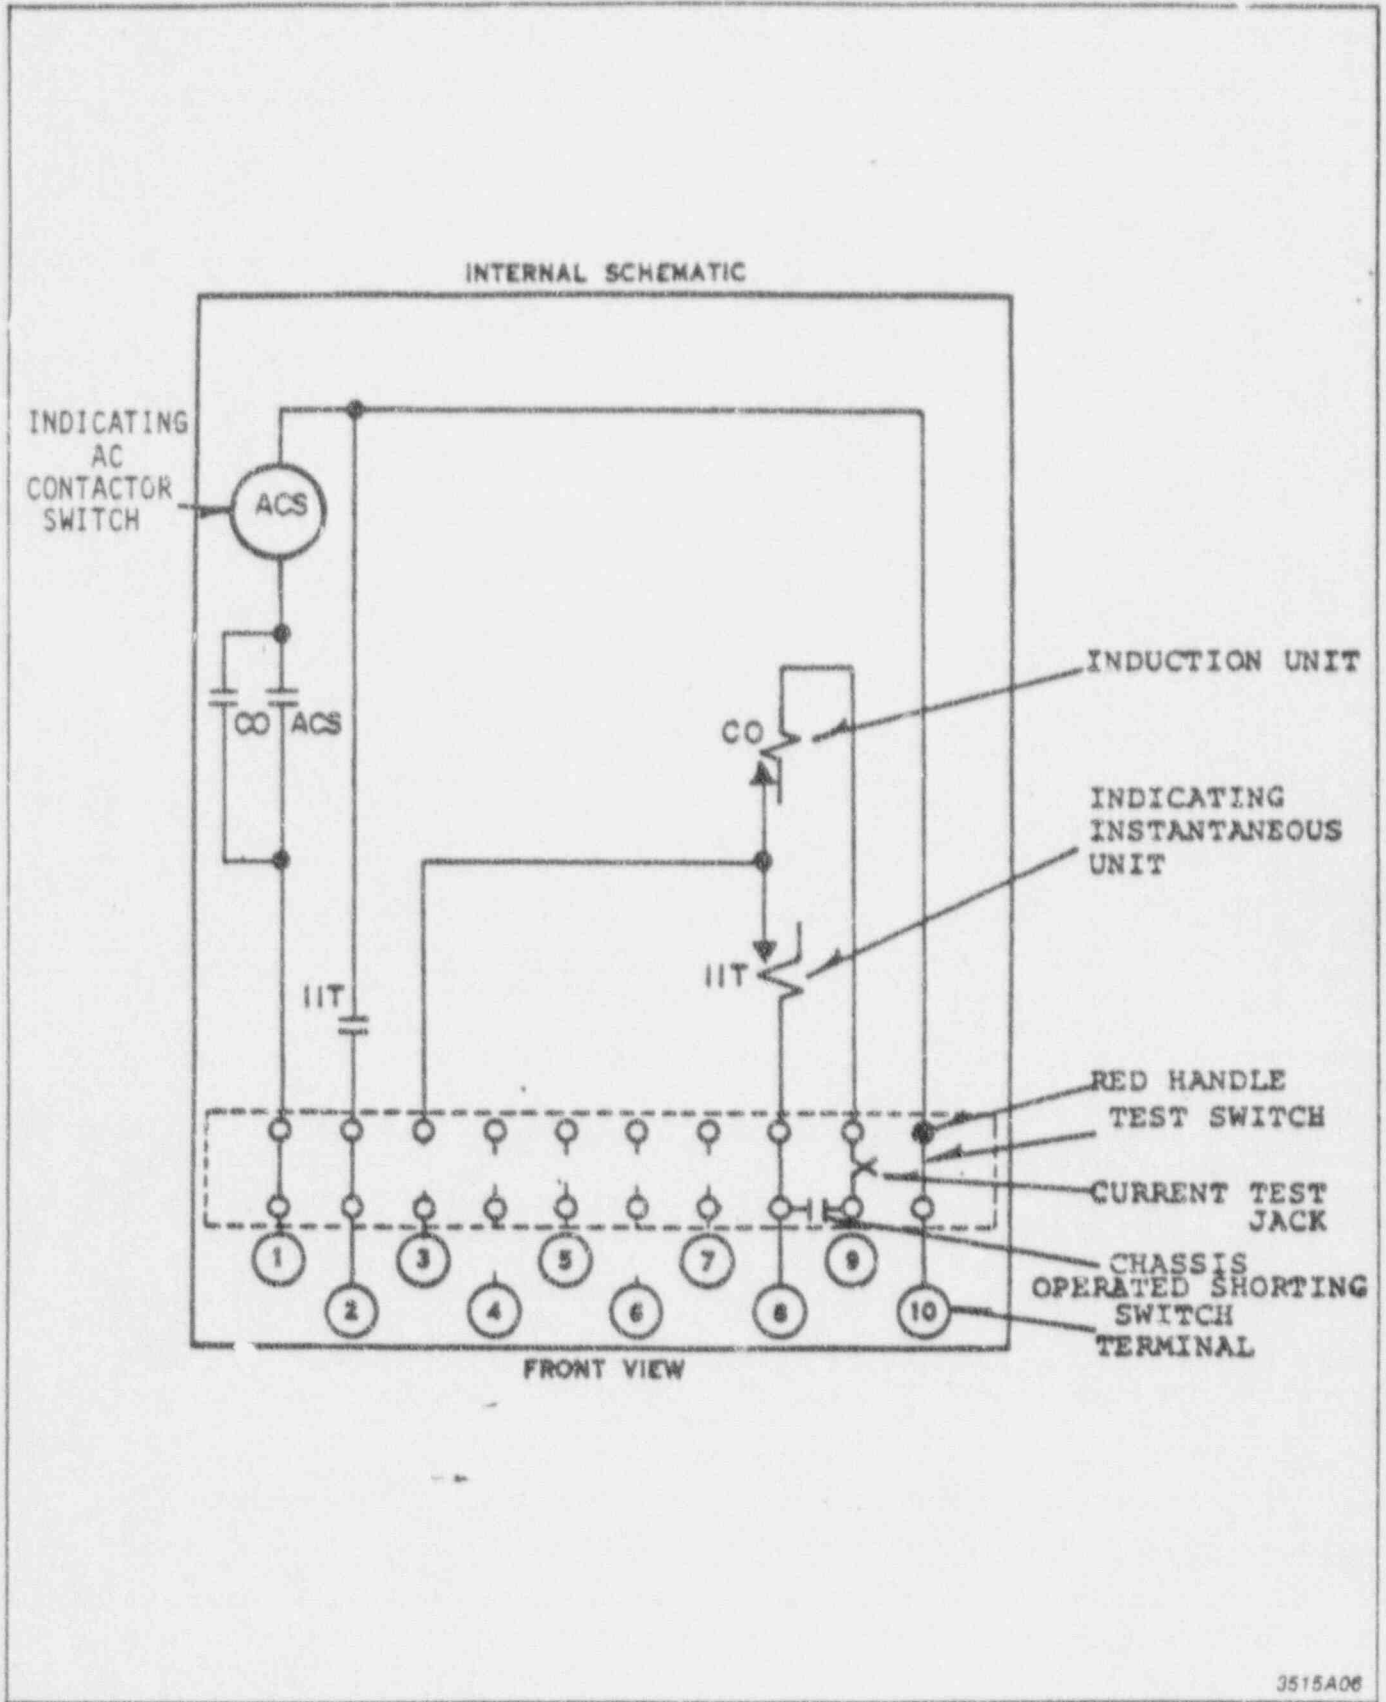 INTERNAL SCHEMATIC
INDICATING
AC
CONTACTOR
SWITCH
ACS
CO ACS
CO
INDUCTION UNIT
INDICATING
INSTANTANEOUS
UNIT
IIT
IIT
RED HANDLE
TEST SWITCH
CURRENT TEST
JACK
CHASSIS
OPERATED SHORTING
SWITCH
TERMINAL
1
3
5
7
9
2
4
6
8
10
FRONT VIEW
3515A06